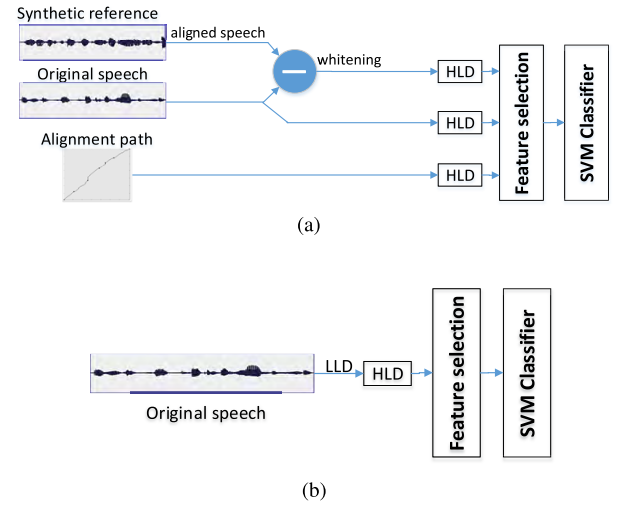 Synthetic reference
aligned speech
Original speech
whitening
Alignment path
HLD
HLD
HLD
Feature selection
SVM Classifier
(a)
LLD
HLD
Original speech
Feature selection
SVM Classifier
(b)